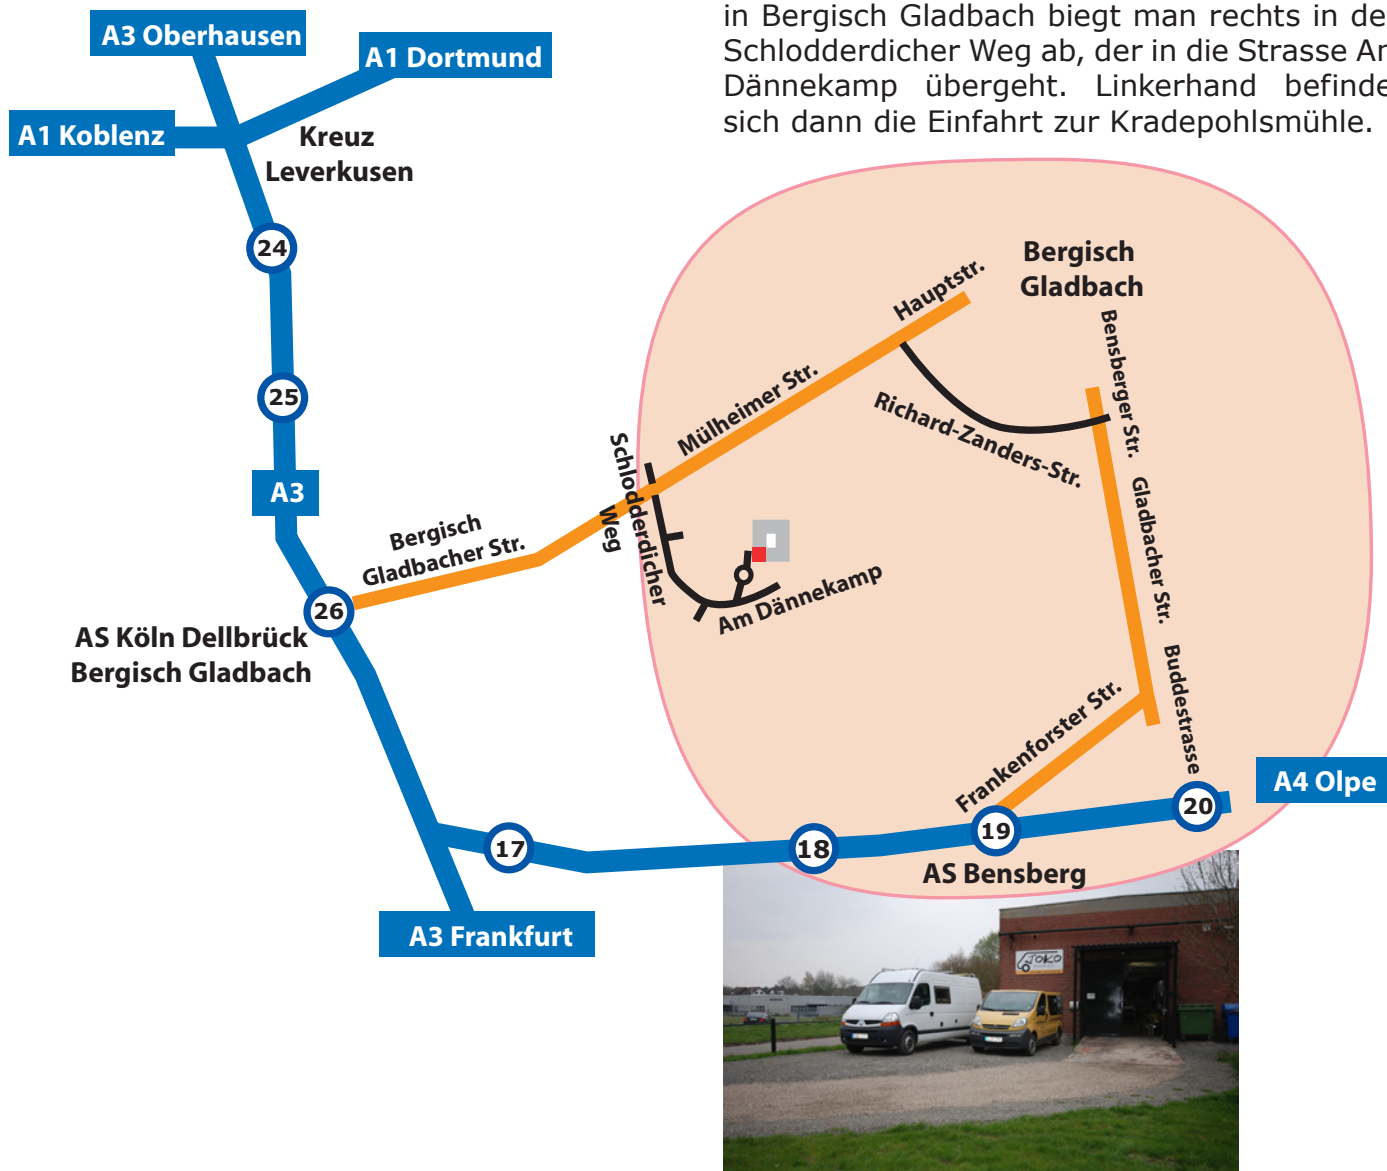 in Bergisch Gladbach biegt man rechts in de
Schlodderdicher Weg ab, der in die Strasse A
Dännekamp übergeht. Linkerhand befinde
sich dann die Einfahrt zur Kradepohlsmühle.
A3 Oberhausen
A1 Dortmund
A1 Koblenz
Kreuz
Leverkusen
24
25
A3
26
AS Köln Dellbrück
Bergisch Gladbach
Bergisch
Gladbacher Str.
Schlodderdicher
Weg
Mülheimer Str.
Hauptstr.
Bergisch
Gladbach
Richard-Zanders-Str.
Bensberger Str.
Gladbacher Str.
Buddestrasse
Am Dännekamp
Frankenforster Str.
A4 Olpe
17
18
19
20
AS Bensberg
A3 Frankfurt
TOKO